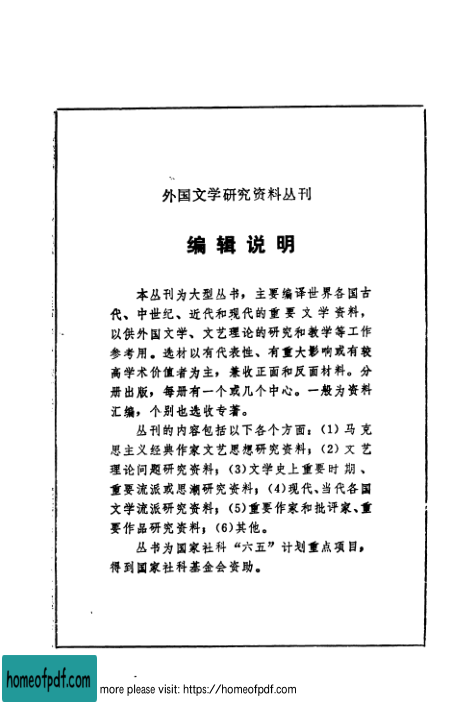 外国文学研究资料丛刊
编辑说明
本丛刊为大型丛书，主要编译世界各国古
代、中世纪、近代和现代的重要文学资料，
以供外国文学、文艺理论的研究和教学等工作
参考用。选材以有代表性、有重大影响或有较
高学术价值者为主，兼收正面和反面材料。分
册出版，每册有一个或几个中心。一般为资料
汇编，个别也选收专著。
丛刊的内容包括以下各个方面：(1)马克
思主义经典作家文艺思想研究资料；(2)文艺
理论问题研究资料；(3)文学史上重要时期、
重要流派或思潮研究资料；(4)现代、当代各国
文学流派研究资料；(5)重要作家和批评家、重
要作品研究资料；(6)其他。
丛书为国家社科“六五”计划重点项目，
得到国家社科基金会资助。
homeofpdf.com
more please visit: https://homeofpdf.com